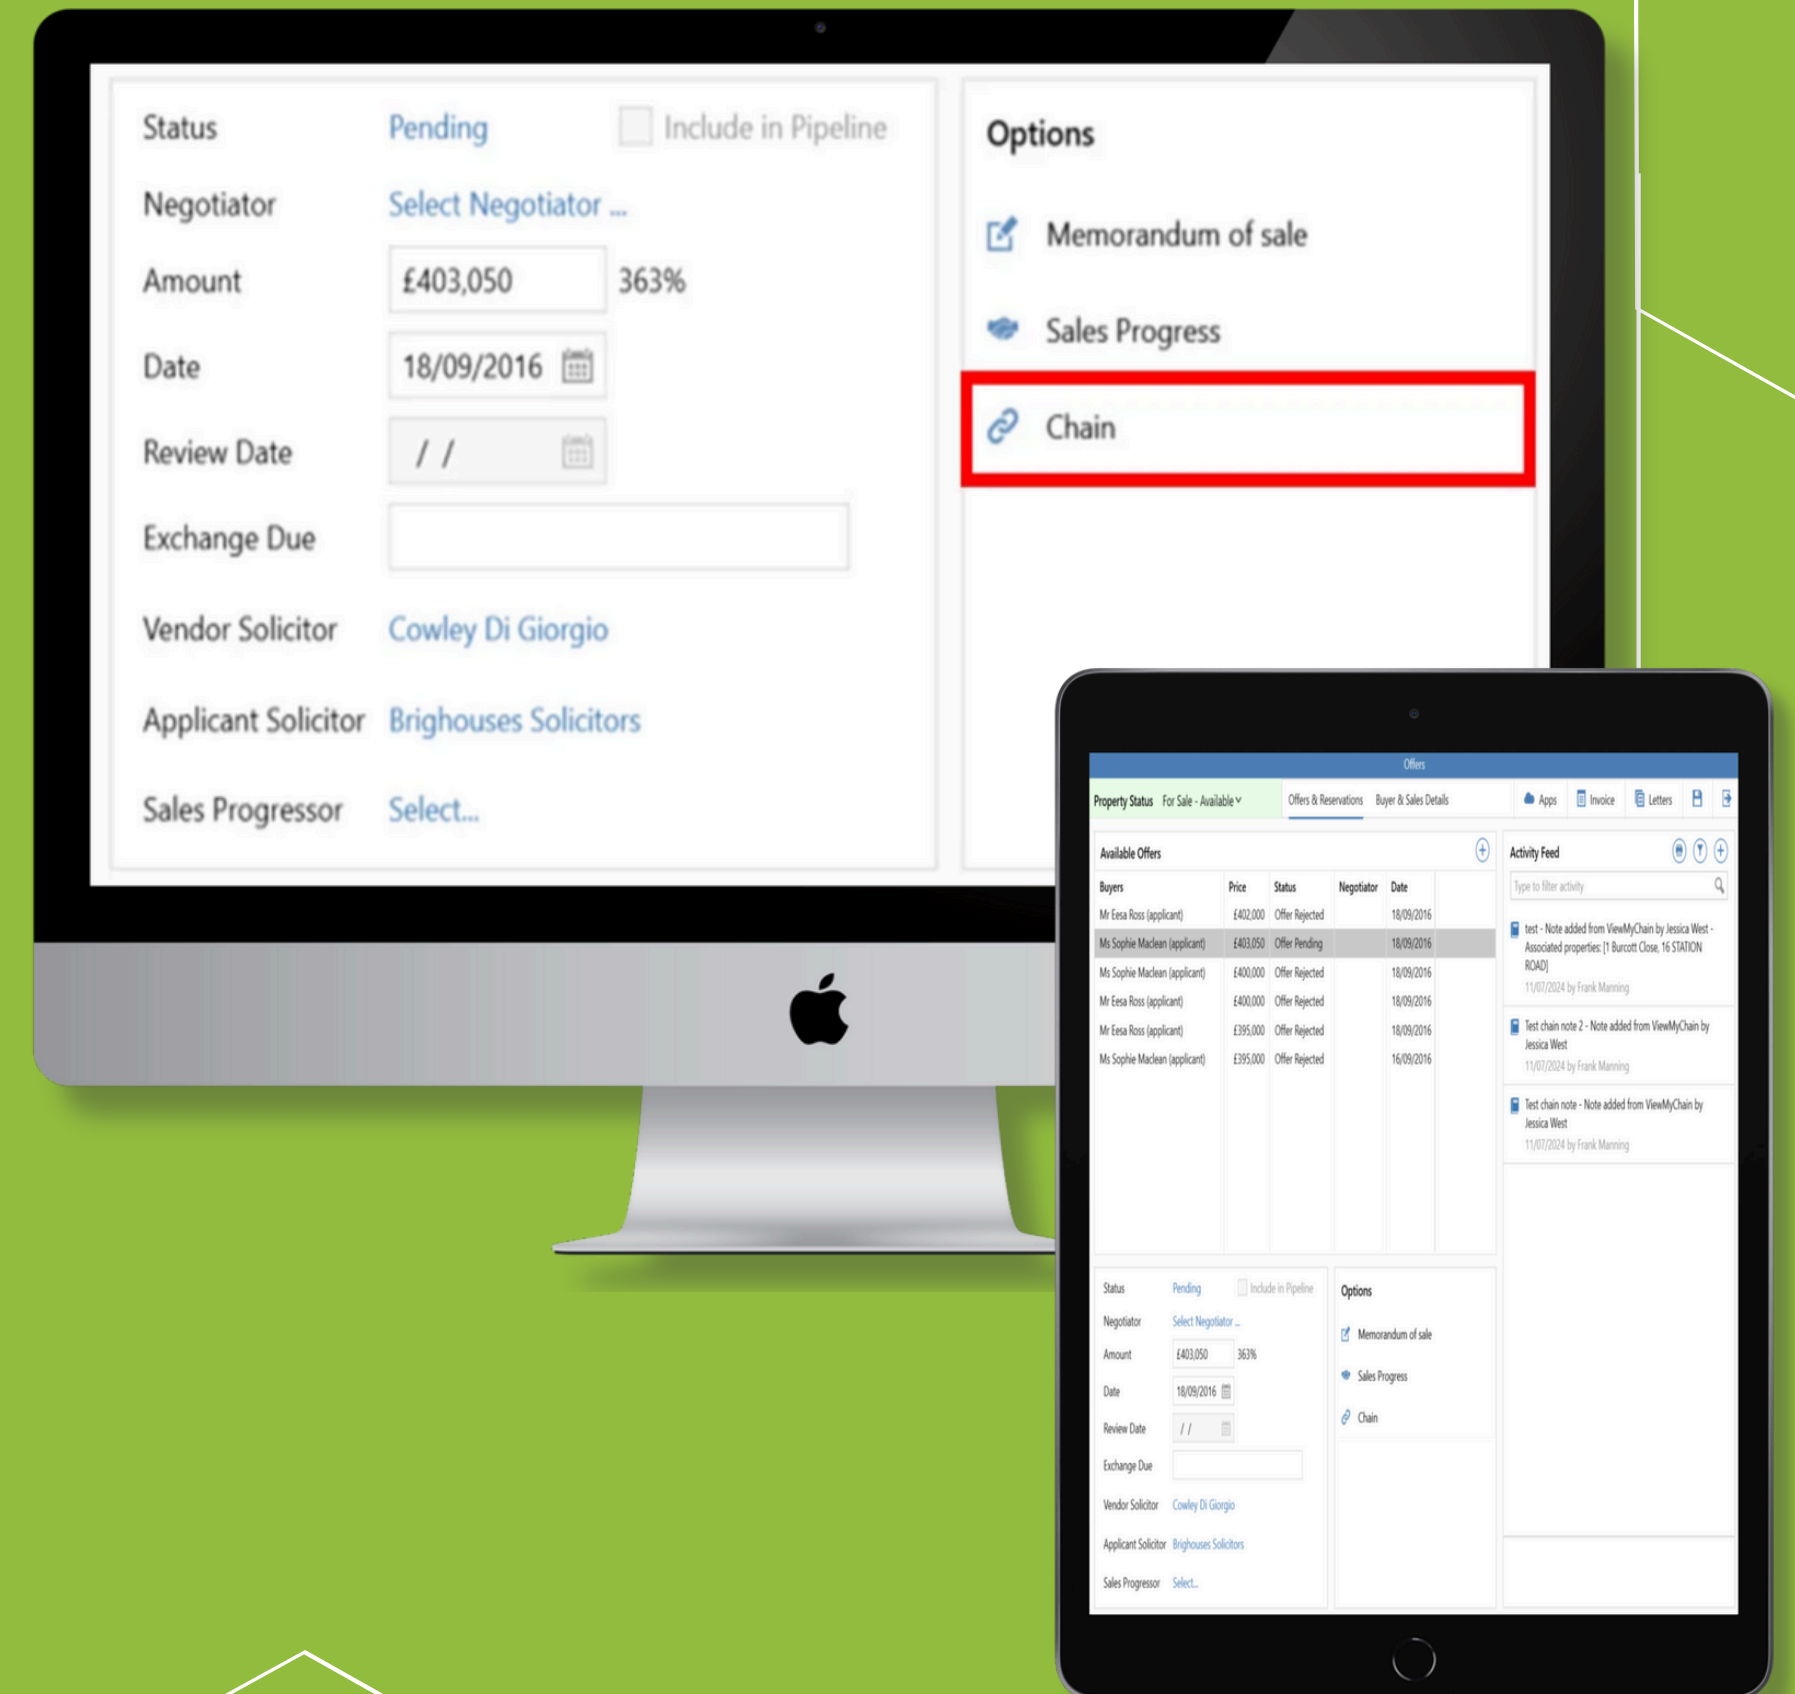 Status Pending Include in Pipeline
Negotiator Select Negotiator ...
Amount £403,050 363%
Date 18/09/2016
Review Date / /
Exchange Due
Vendor Solicitor Cowley Di Giorgio
Applicant Solicitor Brighouses Solicitors
Sales Progressor Select...
Options
Memorandum of sale
Sales Progress
Chain
Offers
Property Status For Sale - Available Offers & Reservations Buyer & Sales Details Apps Invoice Letters
Available Offers
Buyers Price Status Negotiator Date
Mr Eesa Ross (applicant) £402,000 Offer Rejected 18/09/2016
Ms Sophie Maclean (applicant) £403,050 Offer Pending 18/09/2016
Ms Sophie Maclean (applicant) £400,000 Offer Rejected 18/09/2016
Mr Eesa Ross (applicant) £400,000 Offer Rejected 18/09/2016
Mr Eesa Ross (applicant) £395,000 Offer Rejected 18/09/2016
Ms Sophie Maclean (applicant) £395,000 Offer Rejected 16/09/2016
Activity Feed
Type to filter activity
test - Note added from ViewMyChain by Jessica West -
Associated properties: [1 Burcott Close, 16 STATION
ROAD]
11/07/2024 by Frank Manning
Test chain note 2 - Note added from ViewMyChain by
Jessica West
11/07/2024 by Frank Manning
Test chain note - Note added from ViewMyChain by
Jessica West
11/07/2024 by Frank Manning
Status Pending Include in Pipeline
Negotiator Select Negotiator ...
Amount £403,050 363%
Date 18/09/2016
Review Date / /
Exchange Due
Vendor Solicitor Cowley Di Giorgio
Applicant Solicitor Brighouses Solicitors
Sales Progressor Select...
Options
Memorandum of sale
Sales Progress
Chain